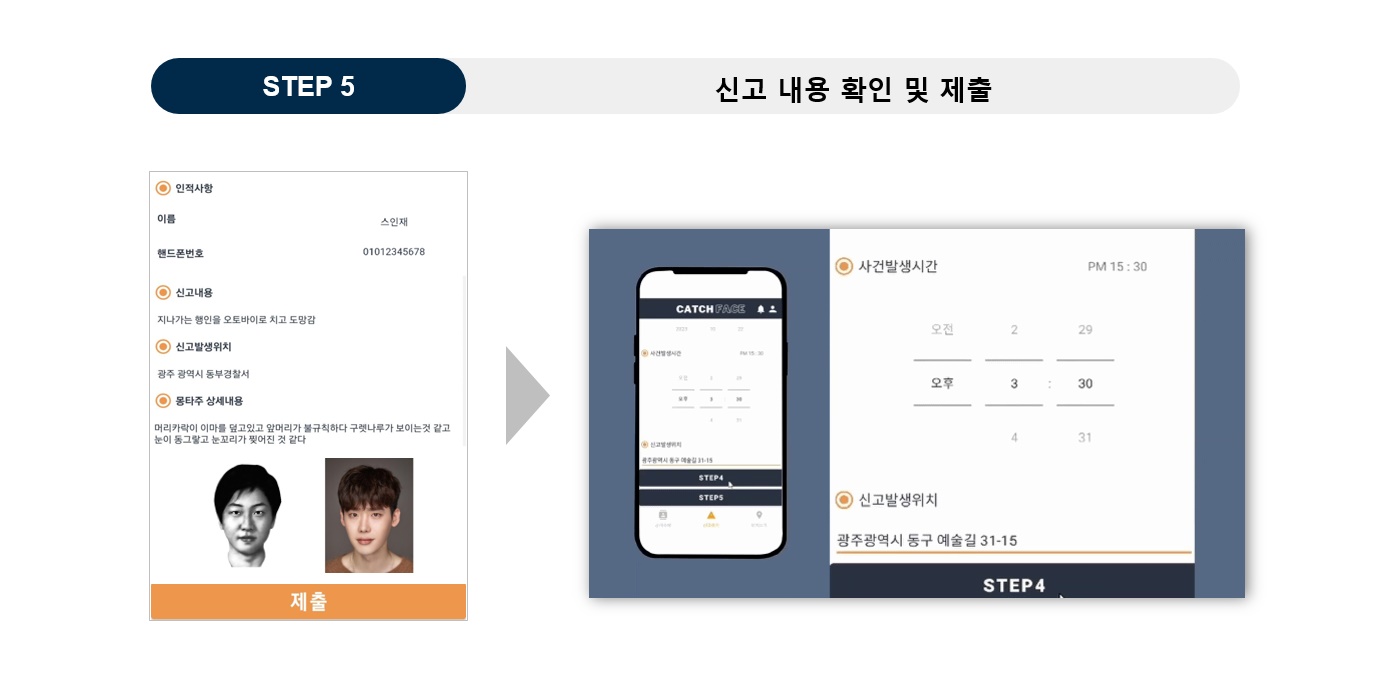 STEP 5
신고 내용 확인 및 제출
인적사항
이름
스인재
핸드폰번호
01012345678
신고내용
지나가는 행인을 오토바이로 치고 도망감
신고발생위치
광주 광역시 동부경찰서
몽타주 상세내용
머리카락이 이마를 덮고있고 앞머리가 불규칙하다 구렛나루가 보이는것 같고
눈이 동그랗고 눈꼬리가 찢어진 것 같다
제출
CATCH FACE
사건발생시간
PM 15 : 30
오후 3 : 30
신고발생위치
광주광역시 동구 예술길 31-15
STEP4
STEP5
사건발생시간
PM 15 : 30
오전 2 29
오후 3 : 30
4 31
신고발생위치
광주광역시 동구 예술길 31-15
STEP4